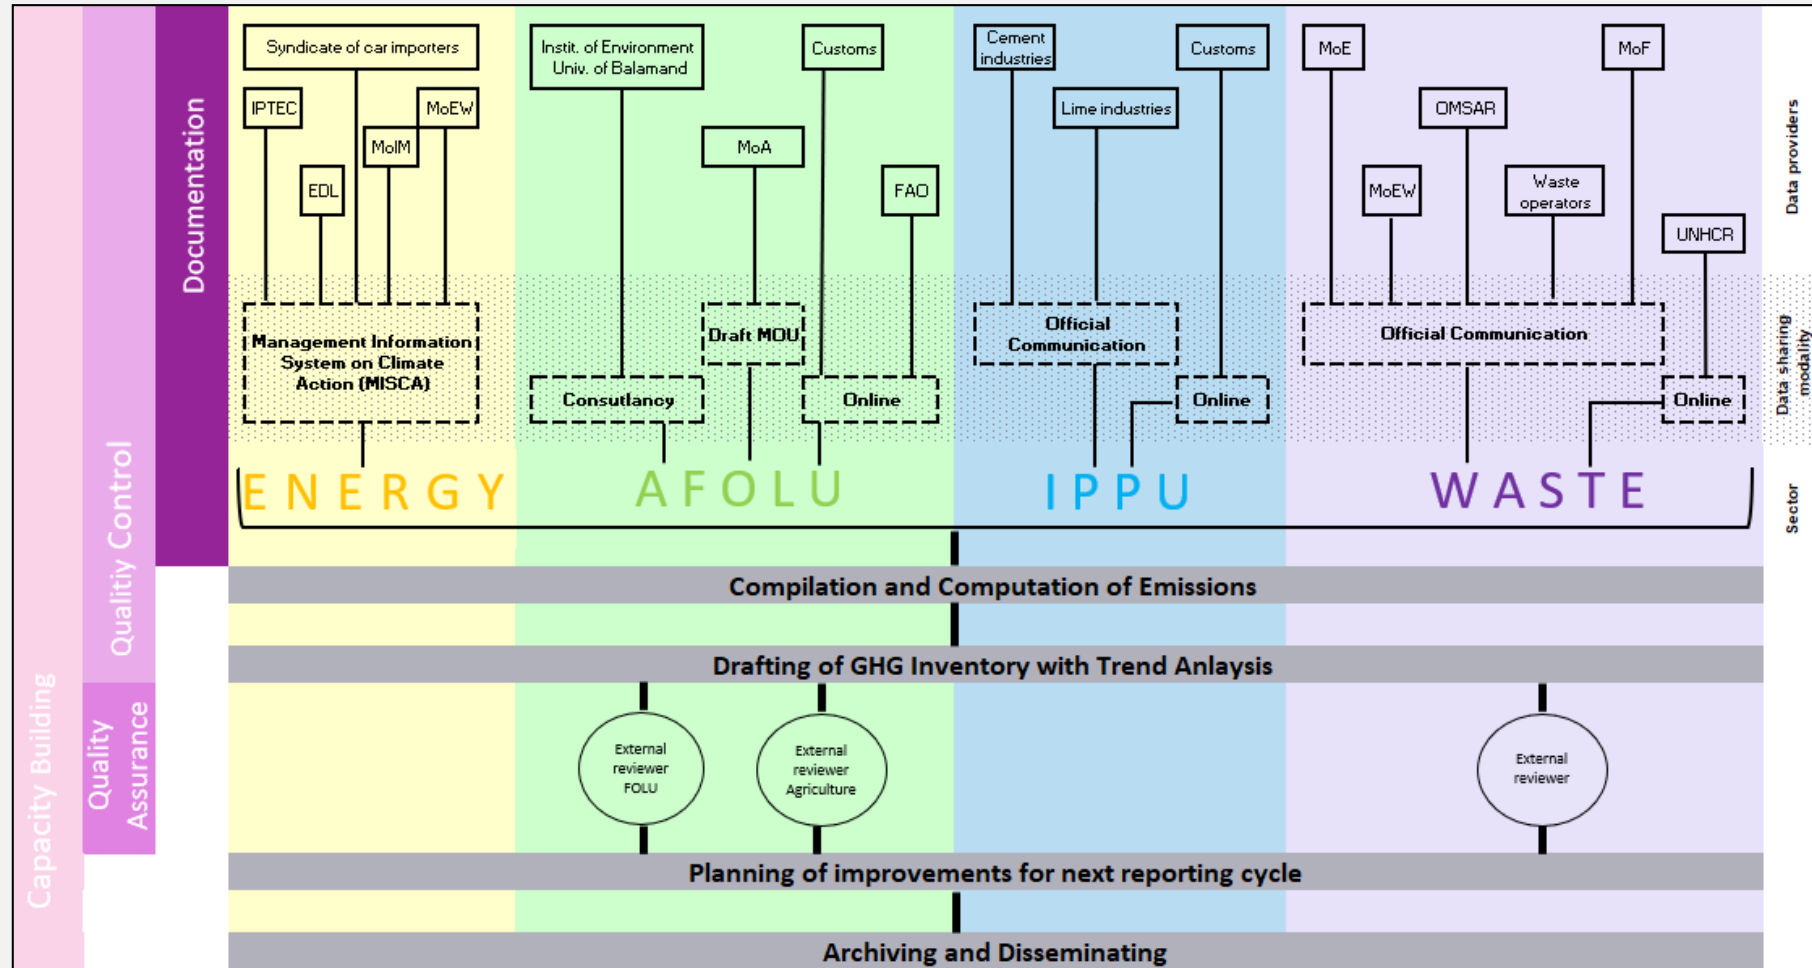 Syndicate of car importers
IPTEC
MoEW
MoIM
EDL
Instit. of Environment
Univ. of Balamand
Customs
MoA
FAO
Cement
industries
Customs
Lime industries
MoE
MoF
OMSAR
MoEW
Waste
operators
UNHCR
Data providers
Management Information
System on Climate
Action (MISCA)
Draft MOU
Consutlancy
Online
Official
Communication
Online
Official Communication
Online
Data sharing
modality
ENERGY
AFOLU
IPPU
WASTE
Sector
Documentation
Qualitiy Control
Quality
Assurance
Capacity Building
Compilation and Computation of Emissions
Drafting of GHG Inventory with Trend Anlaysis
External
reviewer
FOLU
External
reviewer
Agriculture
External
reviewer
Planning of improvements for next reporting cycle
Archiving and Disseminating